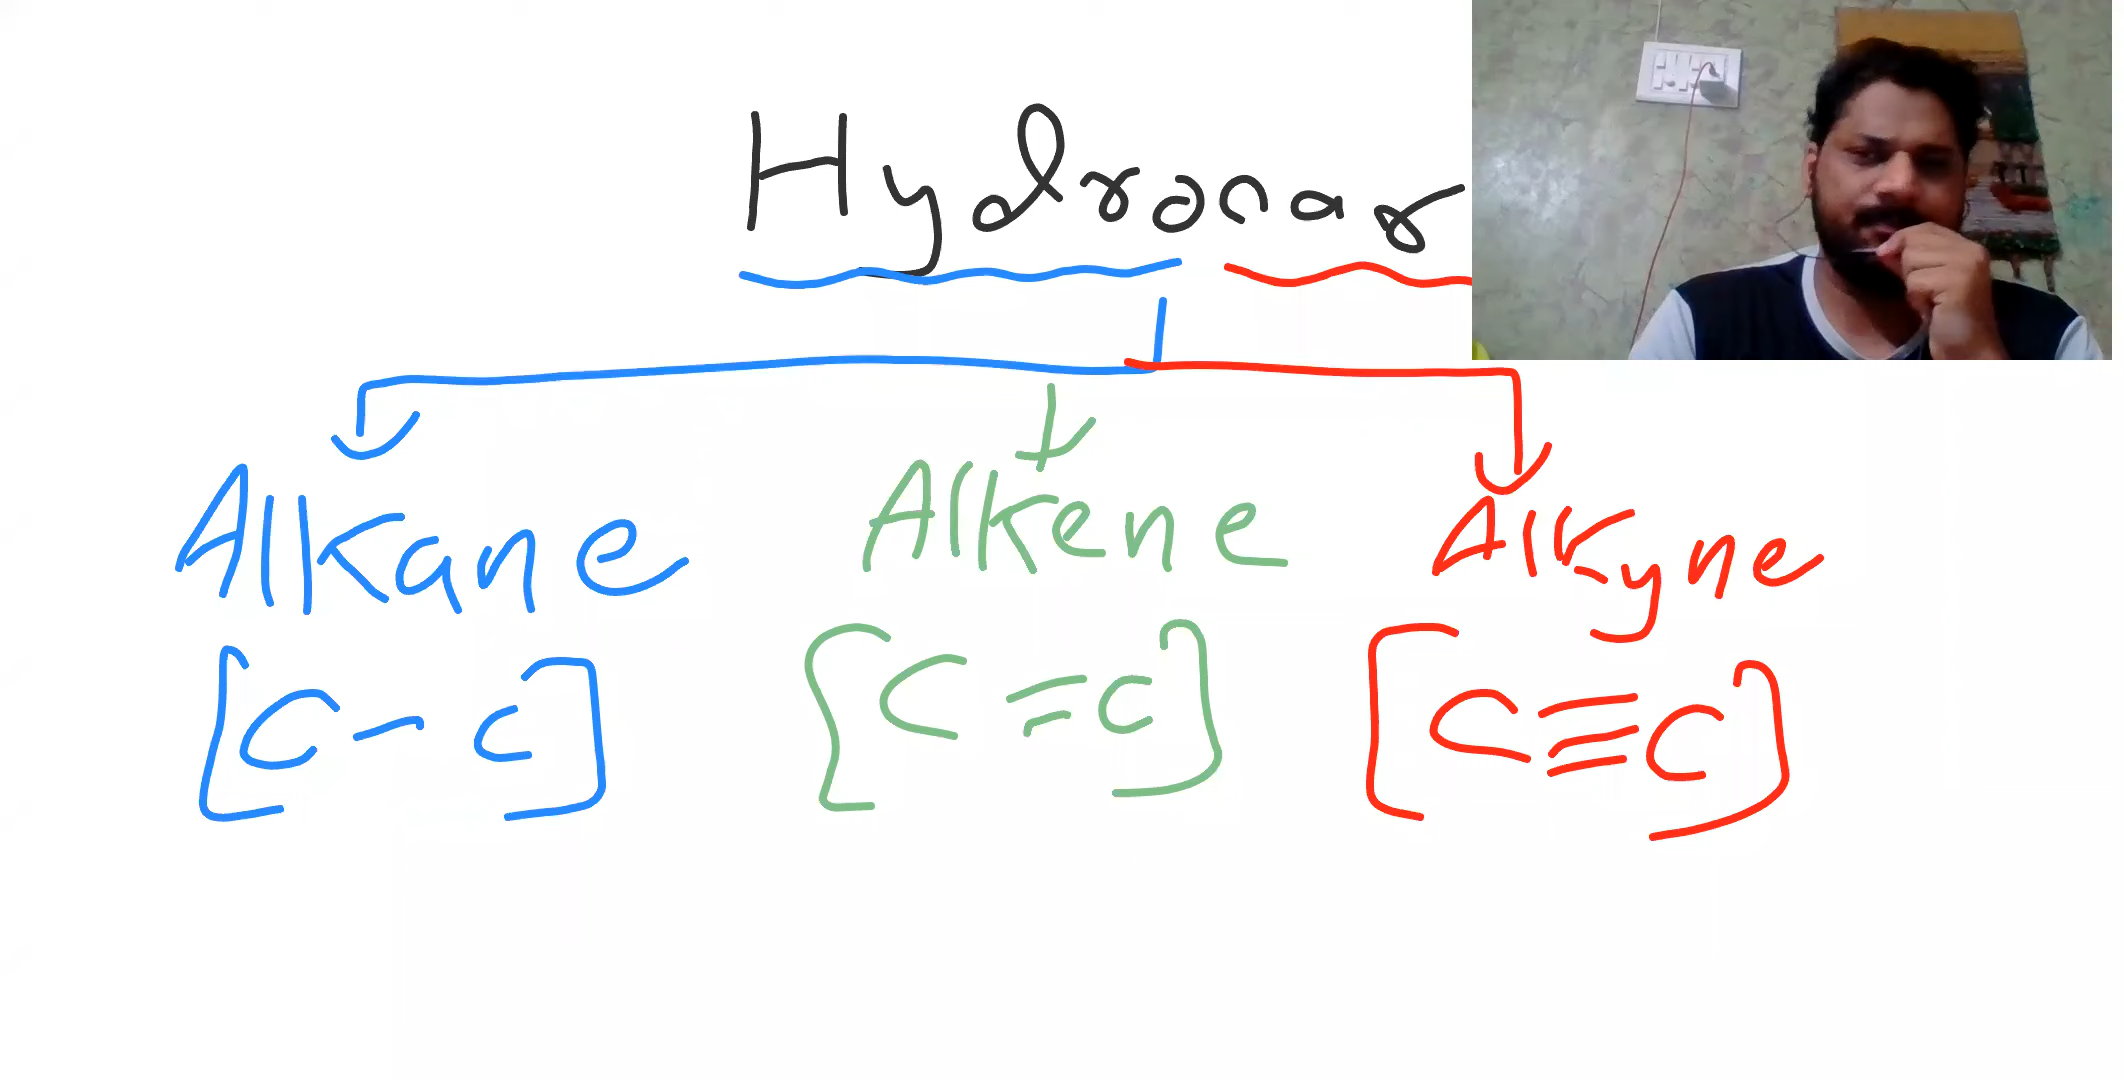 Hydrocar
Alkane Alkene Alkyne
[C-C] [C=C] [C≡C]